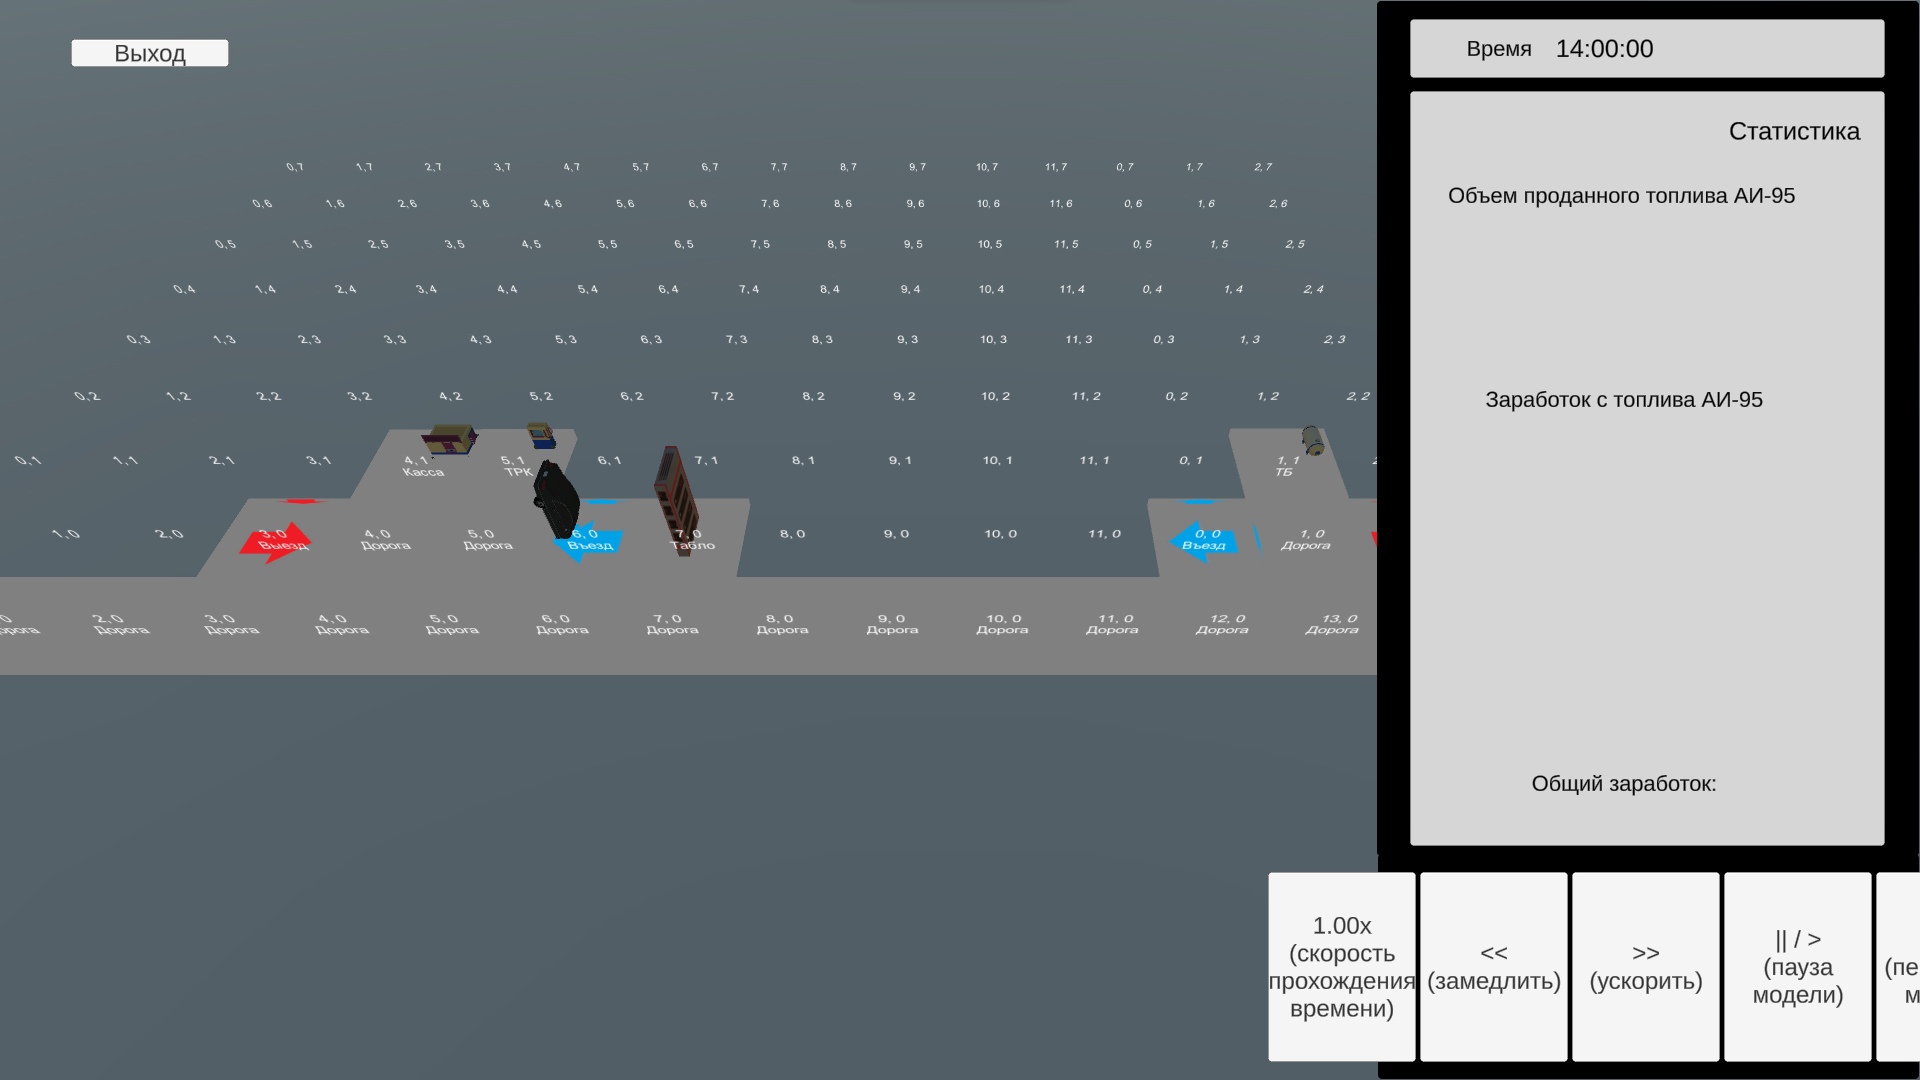 Выход
Время 14:00:00
Статистика
Объем проданного топлива АИ-95
Заработок с топлива АИ-95
Общий заработок:
0, 7 1, 7 2, 7 3, 7 4, 7 5, 7 6, 7 7, 7 8, 7 9, 7 10, 7 11, 7 0, 7 1, 7 2, 7
0, 6 1, 6 2, 6 3, 6 4, 6 5, 6 6, 6 7, 6 8, 6 9, 6 10, 6 11, 6 0, 6 1, 6 2, 6
0, 5 1, 5 2, 5 3, 5 4, 5 5, 5 6, 5 7, 5 8, 5 9, 5 10, 5 11, 5 0, 5 1, 5 2, 5
0, 4 1, 4 2, 4 3, 4 4, 4 5, 4 6, 4 7, 4 8, 4 9, 4 10, 4 11, 4 0, 4 1, 4 2, 4
0, 3 1, 3 2, 3 3, 3 4, 3 5, 3 6, 3 7, 3 8, 3 9, 3 10, 3 11, 3 0, 3 1, 3 2, 3
0, 2 1, 2 2, 2 3, 2 4, 2 5, 2 6, 2 7, 2 8, 2 9, 2 10, 2 11, 2 0, 2 1, 2 2, 2
0, 1 1, 1 2, 1 3, 1 4, 1 5, 1 6, 1 7, 1 8, 1 9, 1 10, 1 11, 1 0, 1 1, 1
Касса ТРК ТБ
1, 0 2, 0 3, 0 4, 0 5, 0 6, 0 7, 0 8, 0 9, 0 10, 0 11, 0 0, 0 1, 0
Выезд Дорога Дорога Въезд Табло Въезд Дорога
2, 0 3, 0 4, 0 5, 0 6, 0 7, 0 8, 0 9, 0 10, 0 11, 0 12, 0 13, 0
Дорога Дорога Дорога Дорога Дорога Дорога Дорога Дорога Дорога Дорога Дорога Дорога
1.00x
(скорость
прохождения
времени)
<<
(замедлить)
>>
(ускорить)
|| / >
(пауза
модели)